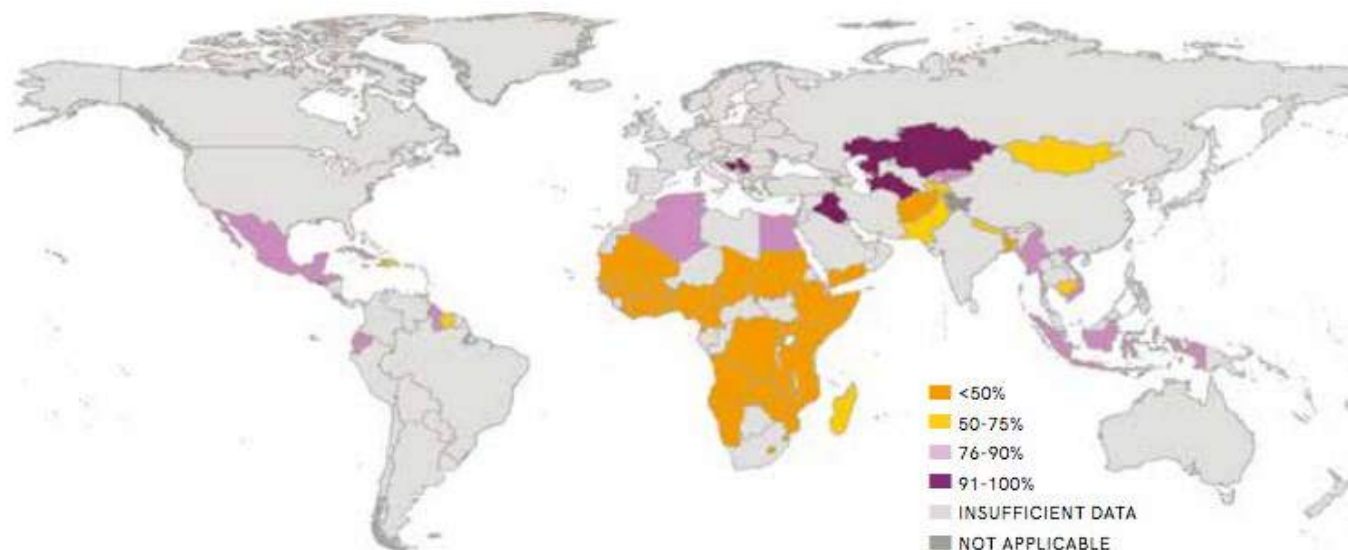 <50%
50-75%
76-90%
91-100%
INSUFFICIENT DATA
NOT APPLICABLE